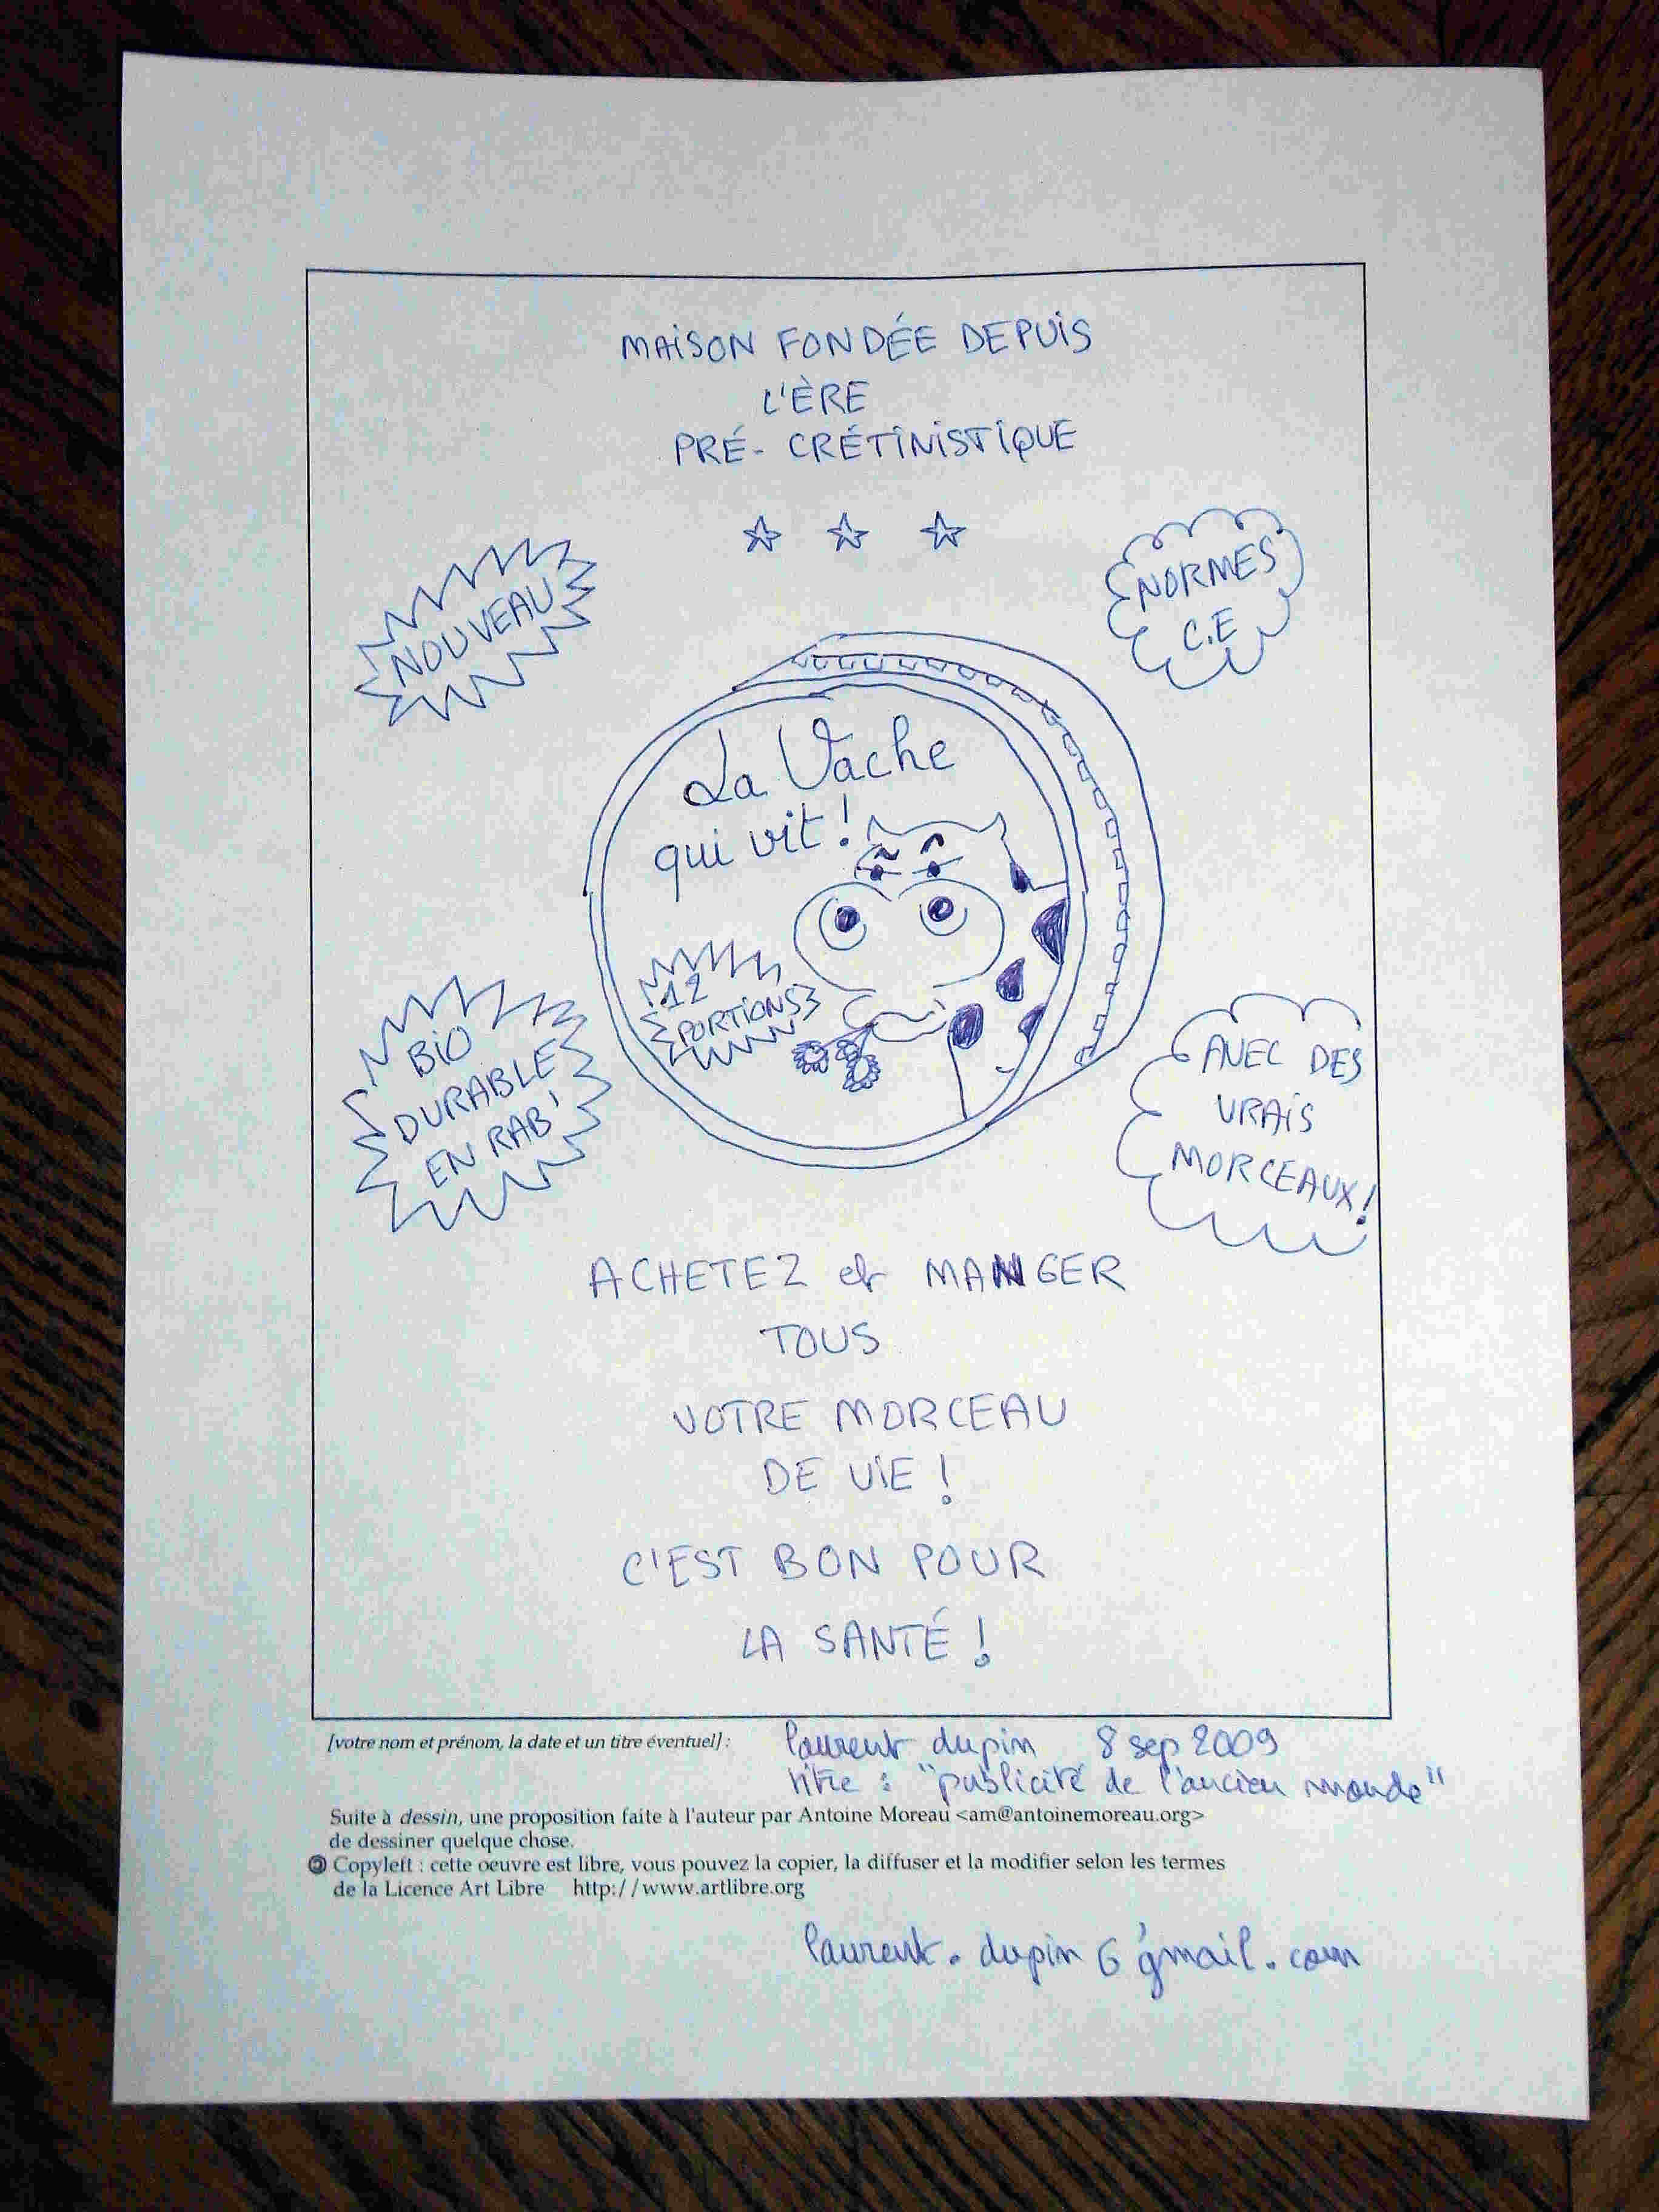 MAISON FONDÉE DEPUIS
L'ÈRE
PRÉ-CRÉTINISTIQUE
NOUVEAU
NORMES
C.E
La Vache
qui vit !
12
PORTIONS
BIO
DURABLE
EN RAB'
AVEC DES
VRAIS
MORCEAUX !
ACHETEZ et MANGER
TOUS
VOTRE MORCEAU
DE VIE !
C'EST BON POUR
LA SANTÉ !
[votre nom et prénom, la date et un titre éventuel] : laurent dupin 8 sep 2009
titre : "publicité de l'ancien monde"
Suite à dessin, une proposition faite à l'auteur par Antoine Moreau <am@antoinemoreau.org>
de dessiner quelque chose.
Copyleft : cette oeuvre est libre, vous pouvez la copier, la diffuser et la modifier selon les termes
de la Licence Art Libre http://www.artlibre.org
laurent.dupin @ gmail.com